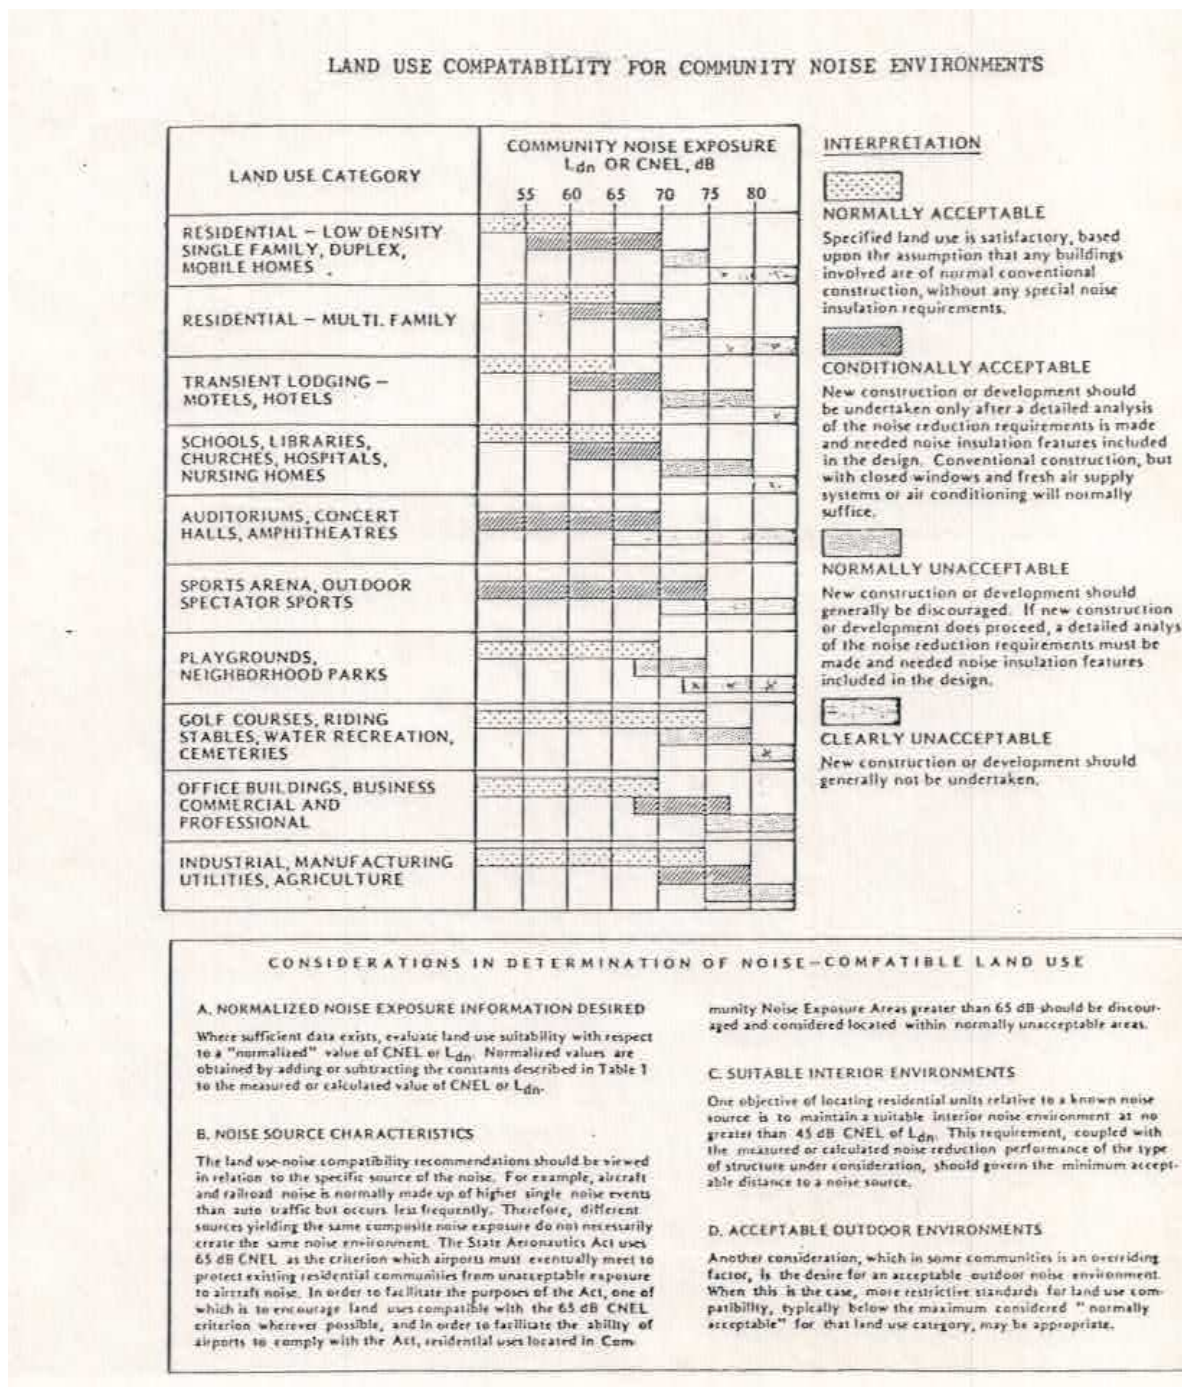 LAND USE COMPATABILITY FOR COMMUNITY NOISE ENVIRONMENTS
LAND USE CATEGORY
COMMUNITY NOISE EXPOSURE
Ldn OR CNEL, dB
55 60 65 70 75 80
RESIDENTIAL – LOW DENSITY
SINGLE FAMILY, DUPLEX,
MOBILE HOMES
RESIDENTIAL – MULTI. FAMILY
TRANSIENT LODGING –
MOTELS, HOTELS
SCHOOLS, LIBRARIES,
CHURCHES, HOSPITALS,
NURSING HOMES
AUDITORIUMS, CONCERT
HALLS, AMPHITHEATRES
SPORTS ARENA, OUTDOOR
SPECTATOR SPORTS
PLAYGROUNDS,
NEIGHBORHOOD PARKS
GOLF COURSES, RIDING
STABLES, WATER RECREATION,
CEMETERIES
OFFICE BUILDINGS, BUSINESS
COMMERCIAL AND
PROFESSIONAL
INDUSTRIAL, MANUFACTURING
UTILITIES, AGRICULTURE
INTERPRETATION
NORMALLY ACCEPTABLE
Specified land use is satisfactory, based
upon the assumption that any buildings
involved are of normal conventional
construction, without any special noise
insulation requirements.
CONDITIONALLY ACCEPTABLE
New construction or development should
be undertaken only after a detailed analysis
of the noise reduction requirements is made
and needed noise insulation features included
in the design. Conventional construction, but
with closed windows and fresh air supply
systems or air conditioning will normally
suffice.
NORMALLY UNACCEPTABLE
New construction or development should
generally be discouraged. If new construction
or development does proceed, a detailed analys
of the noise reduction requirements must be
made and needed noise insulation features
included in the design.
CLEARLY UNACCEPTABLE
New construction or development should
generally not be undertaken.
CONSIDERATIONS IN DETERMINATION OF NOISE–COMPATIBLE LAND USE
A. NORMALIZED NOISE EXPOSURE INFORMATION DESIRED
Where sufficient data exists, evaluate land use suitability with respect
to a "normalized" value of CNEL or Ldn. Normalized values are
obtained by adding or subtracting the constants described in Table 1
to the measured or calculated value of CNEL or Ldn.
B. NOISE SOURCE CHARACTERISTICS
The land use-noise compatibility recommendations should be viewed
in relation to the specific source of the noise. For example, aircraft
and railroad noise is normally made up of higher single noise events
than auto traffic but occurs less frequently. Therefore, different
sources yielding the same composite noise exposure do not necessarily
create the same noise environment. The State Aeronautics Act uses
65 dB CNEL as the criterion which airports must eventually meet to
protect existing residential communities from unacceptable exposure
to aircraft noise. In order to facilitate the purposes of the Act, one of
which is to encourage land uses compatible with the 65 dB CNEL
criterion wherever possible, and in order to facilitate the ability of
airports to comply with the Act, residential uses located in Com-
munity Noise Exposure Areas greater than 65 dB should be discour-
aged and considered located within normally unacceptable areas.
C. SUITABLE INTERIOR ENVIRONMENTS
One objective of locating residential units relative to a known noise
source is to maintain a suitable interior noise environment at no
greater than 45 dB CNEL of Ldn. This requirement, coupled with
the measured or calculated noise reduction performance of the type
of structure under consideration, should govern the minimum accept-
able distance to a noise source.
D. ACCEPTABLE OUTDOOR ENVIRONMENTS
Another consideration, which in some communities is an overriding
factor, is the desire for an acceptable outdoor noise environment.
When this is the case, more restrictive standards for land use com-
patibility, typically below the maximum considered "normally
acceptable" for that land use category, may be appropriate.